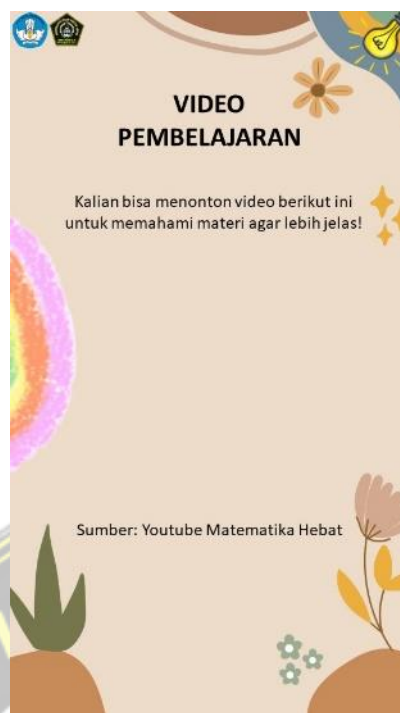 VIDEO
PEMBELAJARAN
Kalian bisa menonton video berikut ini
untuk memahami materi agar lebih jelas!
Sumber: Youtube Matematika Hebat